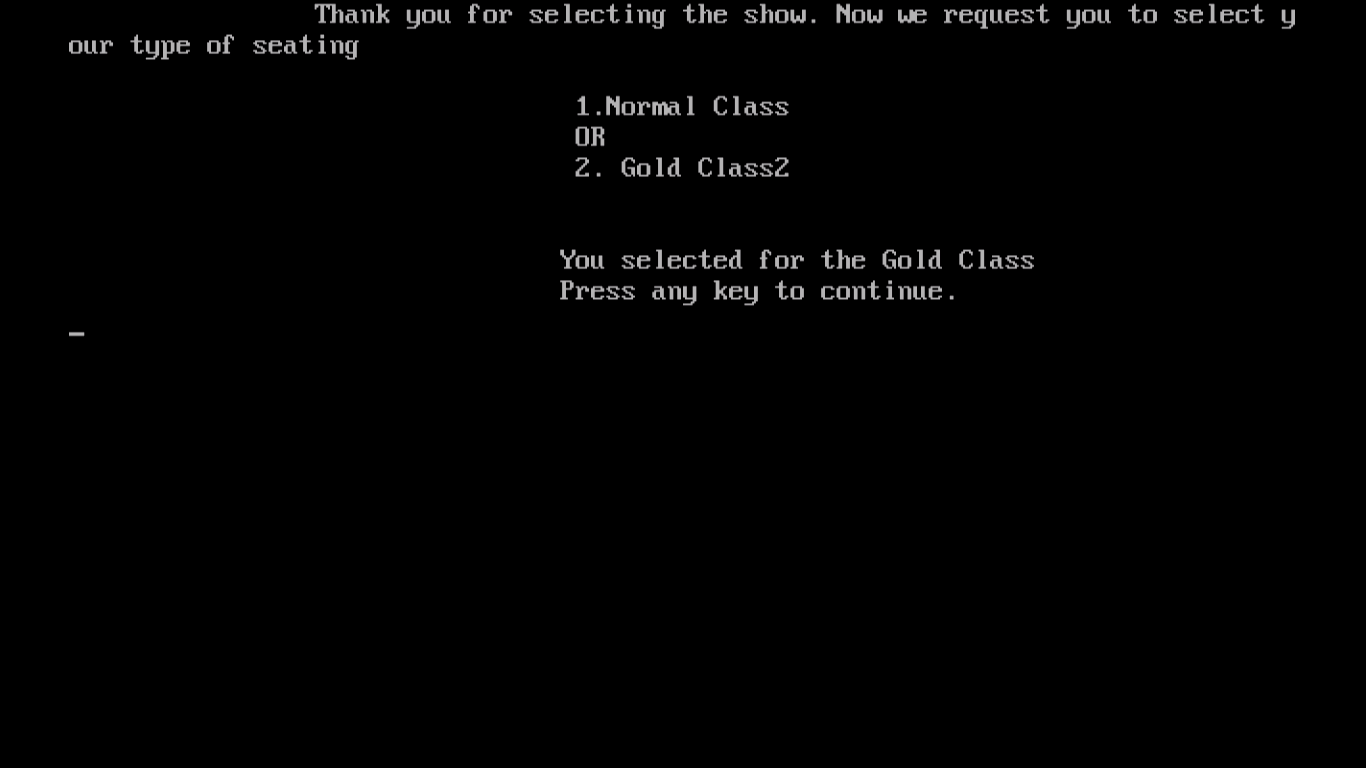 Thank you for selecting the show. Now we request you to select y
our type of seating
1.Normal Class
OR
2. Gold Class2
You selected for the Gold Class
Press any key to continue.